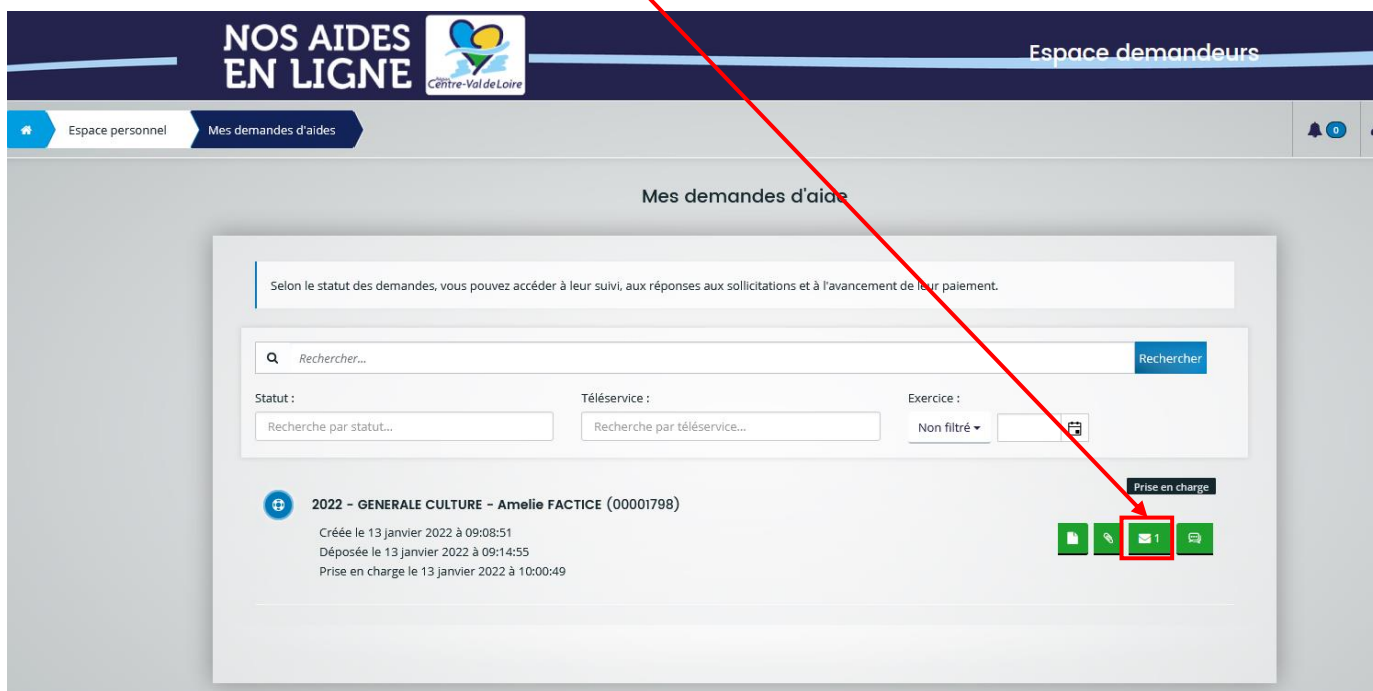 NOS AIDES
EN LIGNE
Centre-Val de Loire
Espace demandeurs
Espace personnel
Mes demandes d'aides
0
Mes demandes d'aide
Selon le statut des demandes, vous pouvez accéder à leur suivi, aux réponses aux sollicitations et à l'avancement de leur paiement.
Rechercher...
Rechercher
Statut :
Téléservice :
Exercice :
Recherche par statut...
Recherche par téléservice...
Non filtré
Prise en charge
2022 - GENERALE CULTURE - Amelie FACTICE (00001798)
Créée le 13 janvier 2022 à 09:08:51
1
Déposée le 13 janvier 2022 à 09:14:55
Prise en charge le 13 janvier 2022 à 10:00:49